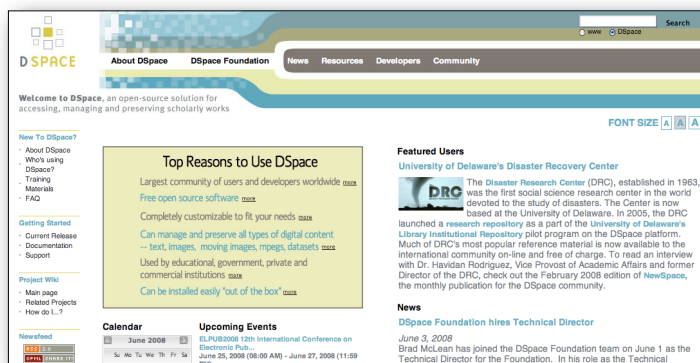 Search
www DSpace
DSPACE
About DSpace DSpace Foundation News Resources Developers Community
Welcome to DSpace, an open-source solution for
accessing, managing and preserving scholarly works
FONT SIZE A A A
New To DSpace?
About DSpace
Who's using
DSpace?
Training
Materials
FAQ
Getting Started
Current Release
Documentation
Support
Project Wiki
Main page
Related Projects
How do I...?
Newsfeed
RSS 2.0
OPML SHARE IT!
Top Reasons to Use DSpace
Largest community of users and developers worldwide more
Free open source software more
Completely customizable to fit your needs more
Can manage and preserve all types of digital content
-- text, images, moving images, mpegs, datasets more
Used by educational, government, private and
commercial institutions more
Can be installed easily "out of the box" more
Calendar
June 2008
Su Mo Tu We Th Fr Sa
Upcoming Events
ELPUB2008 12th International Conference on
Electronic Pub...
June 25, 2008 (08:00 AM) - June 27, 2008 (11:59
Featured Users
University of Delaware's Disaster Recovery Center
DRC
The Disaster Research Center (DRC), established in 1963,
was the first social science research center in the world
devoted to the study of disasters. The Center is now
based at the University of Delaware. In 2005, the DRC
launched a research repository as a part of the University of Delaware's
Library Institutional Repository pilot program on the DSpace platform.
Much of DRC's most popular reference material is now available to the
international community on-line and free of charge. To read an interview
with Dr. Havidan Rodriguez, Vice Provost of Academic Affairs and former
Director of the DRC, check out the February 2008 edition of NewSpace,
the monthly publication for the DSpace community.
News
DSpace Foundation hires Technical Director
June 3, 2008
Brad McLean has joined the DSpace Foundation team on June 1 as the
Technical Director for the Foundation. In his role as the Technical